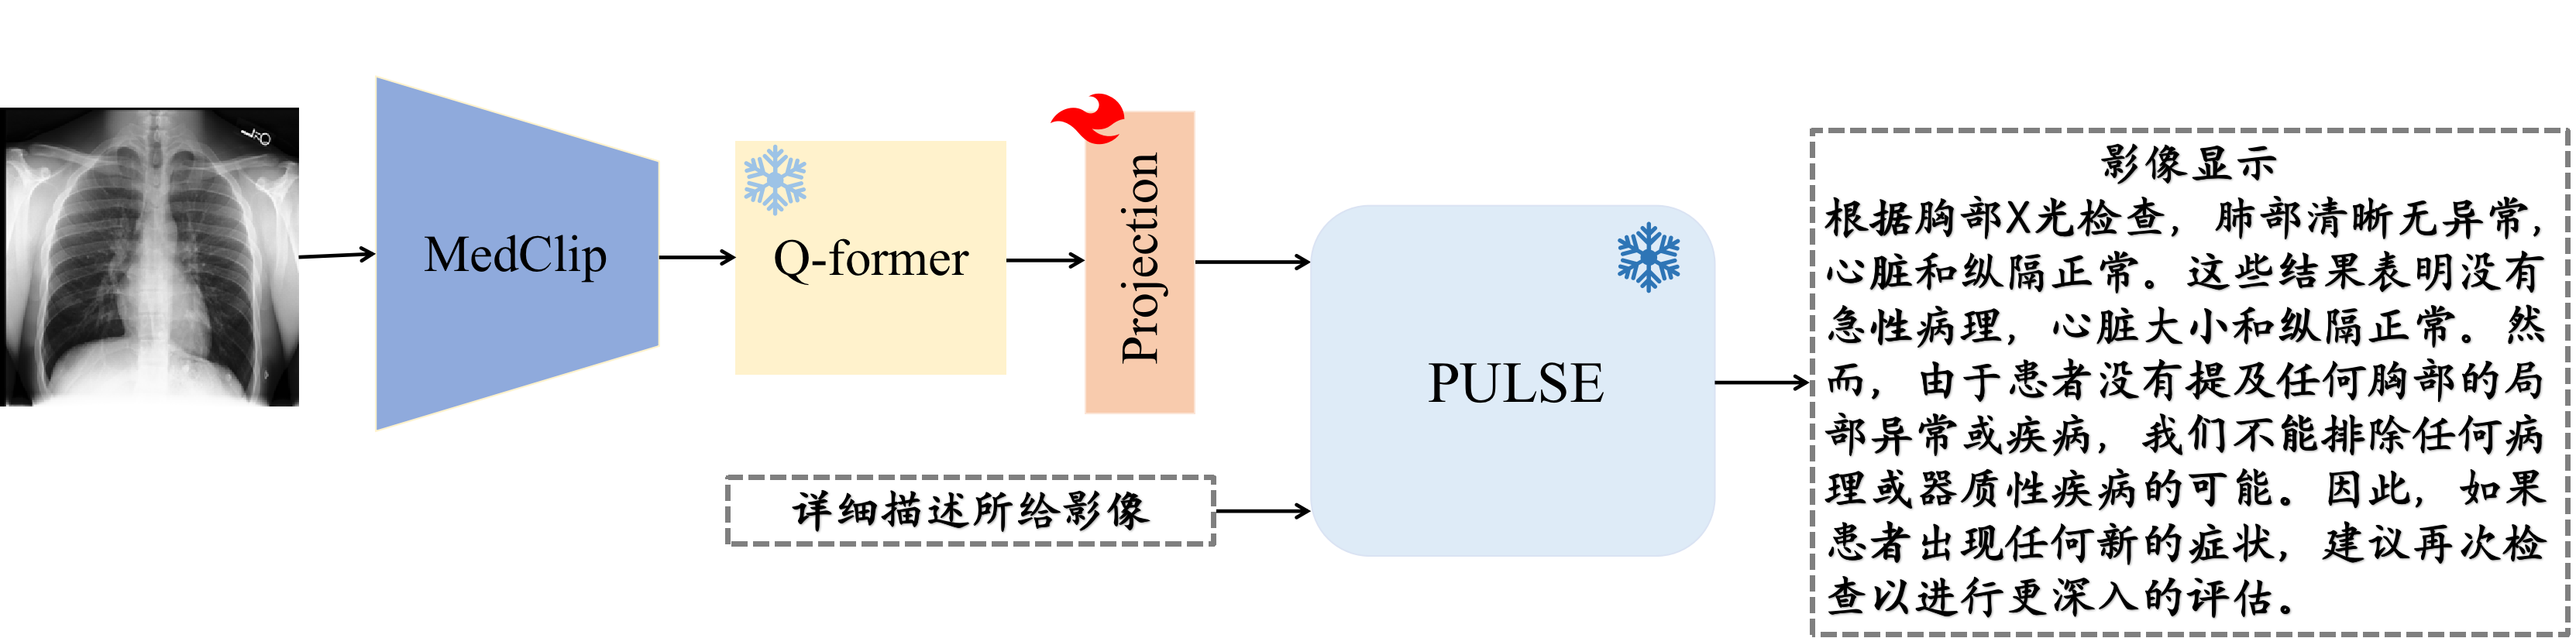 MedClip
Q-former
Projection
PULSE
详细描述所给影像
影像显示
根据胸部X光检查，肺部清晰无异常，
心脏和纵隔正常。这些结果表明没有
急性病理，心脏大小和纵隔正常。然
而，由于患者没有提及任何胸部的局
部异常或疾病，我们不能排除任何病
理或器质性疾病的可能。因此，如果
患者出现任何新的症状，建议再次检
查以进行更深入的评估。